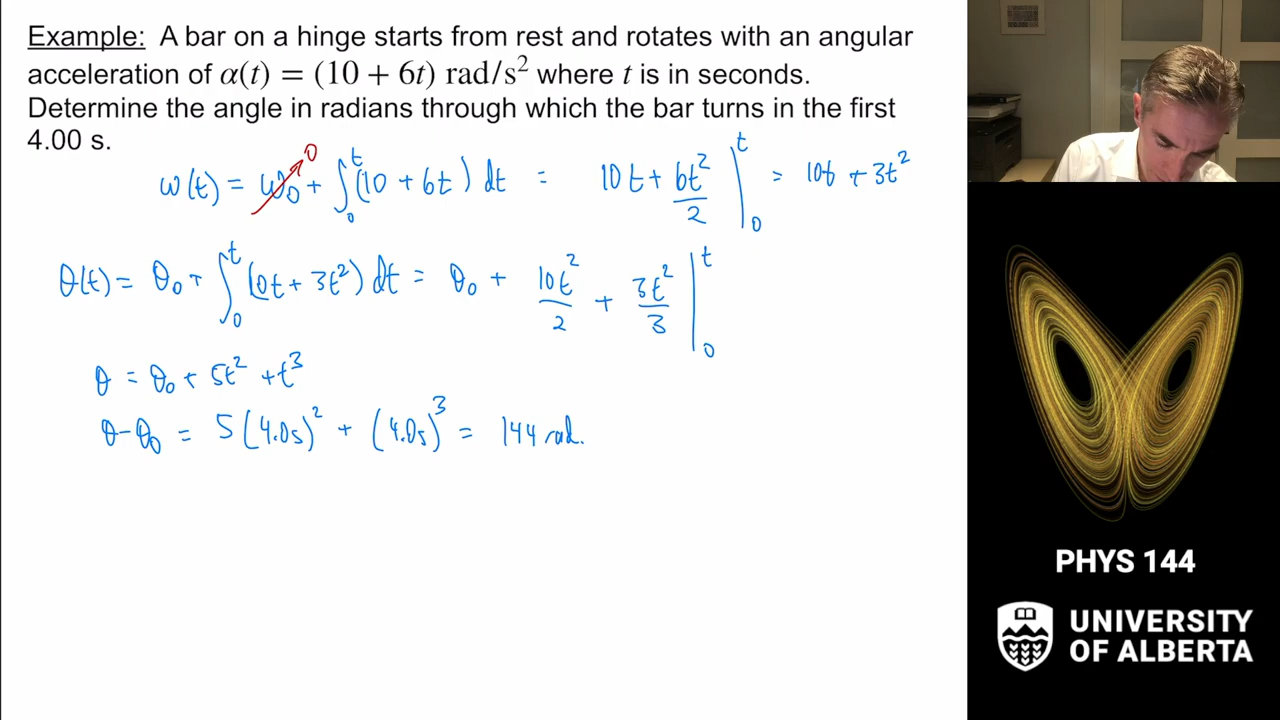 Example: A bar on a hinge starts from rest and rotates with an angular
acceleration of α(t) = (10 + 6t) rad/s² where t is in seconds.
Determine the angle in radians through which the bar turns in the first
4.00 s.
ω(t) = ω₀ 0 + ∫₀ᵗ (10 + 6t) dt = 10t + 6t²/2 |₀ᵗ = 10t + 3t²
θ(t) = θ₀ + ∫₀ᵗ (10t + 3t²) dt = θ₀ + 10t²/2 + 3t²/3 |₀ᵗ
θ = θ₀ + 5t² + t³
θ-θ₀ = 5(4.0s)² + (4.0s)³ = 144 rad.
PHYS 144
UNIVERSITY
OF ALBERTA